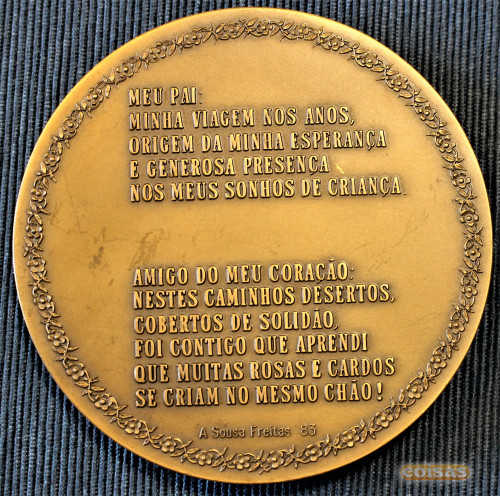 MEU PAI:
MINHA VIAGEM NOS ANOS,
ORIGEM DA MINHA ESPERANÇA
E GENEROSA PRESENÇA
NOS MEUS SONHOS DE CRIANÇA.
AMIGO DO MEU CORAÇÃO:
NESTES CAMINHOS DESERTOS,
COBERTOS DE SOLIDÃO,
FOI CONTIGO QUE APRENDI
QUE MUITAS ROSAS E CARDOS
SE CRIAM NO MESMO CHÃO!
A Sousa Freitas 83
coisas